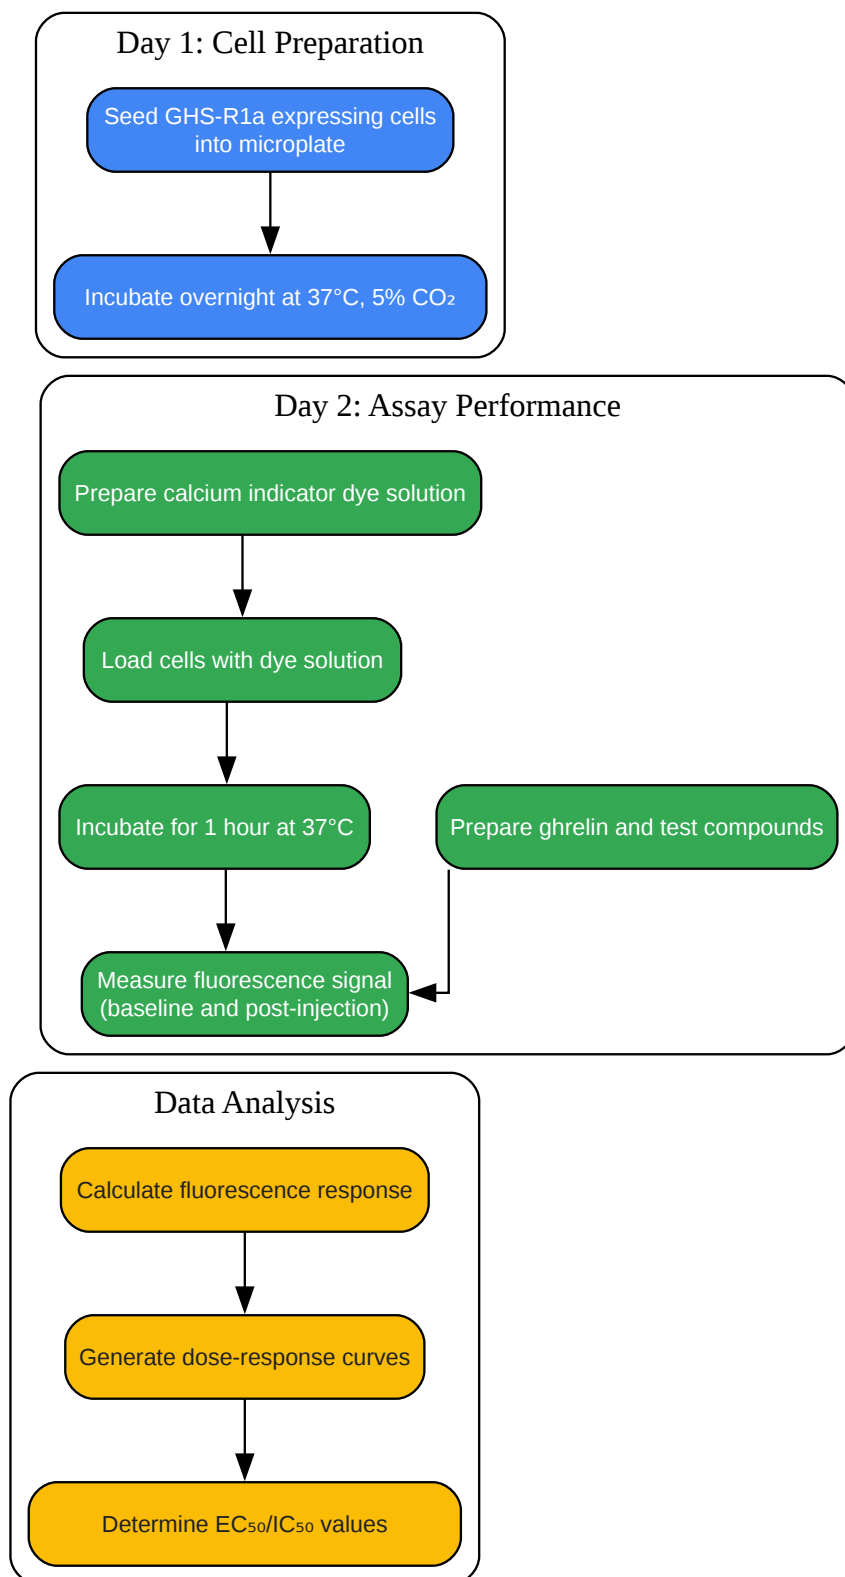 Day 1: Cell Preparation
Seed GHS-R1a expressing cells
into microplate
Incubate overnight at 37°C, 5% CO₂
Day 2: Assay Performance
Prepare calcium indicator dye solution
Load cells with dye solution
Incubate for 1 hour at 37°C
Prepare ghrelin and test compounds
Measure fluorescence signal
(baseline and post-injection)
Data Analysis
Calculate fluorescence response
Generate dose-response curves
Determine EC₅₀/IC₅₀ values